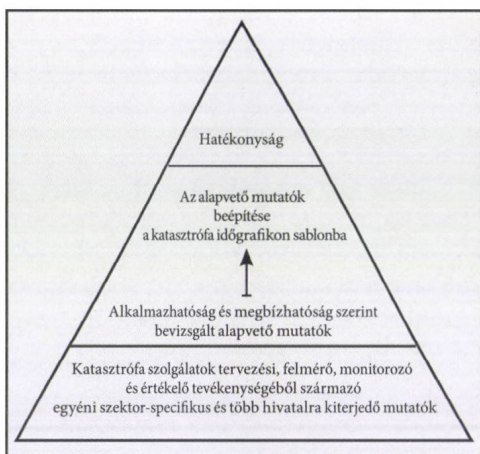 Hatékonyság
Az alapvető mutatók
beépítése
a katasztrófa időgrafikon sablonba
Alkalmazhatóság és megbízhatóság szerint
bevizsgált alapvető mutatók
Katasztrófa szolgálatok tervezési, felmérő, monitorozó
és értékelő tevékenységéből származó
egyéni szektor-specifikus és több hivatalra kiterjedő mutatók